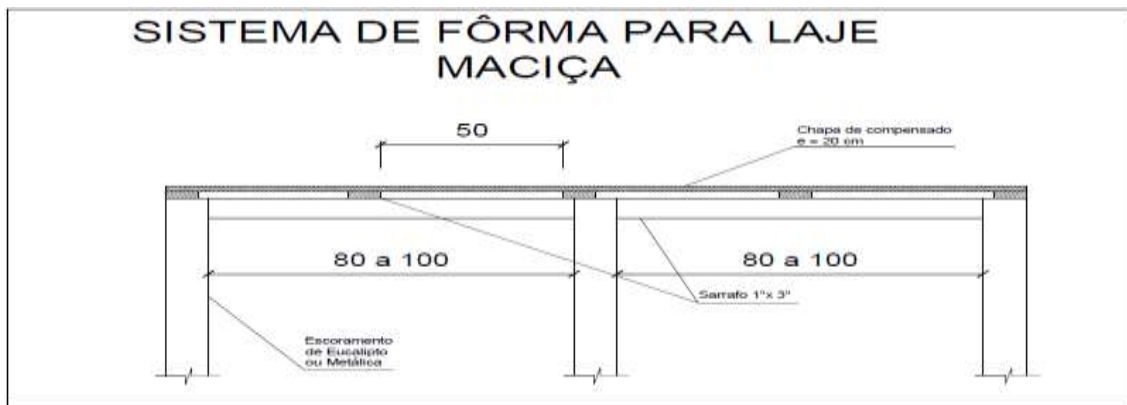 SISTEMA DE FÔRMA PARA LAJE
MACIÇA
50
Chapa de compensado
e = 20 cm
80 a 100
80 a 100
Sarrafo 1"x 3"
Escoramento
de Eucalipto
ou Metálica